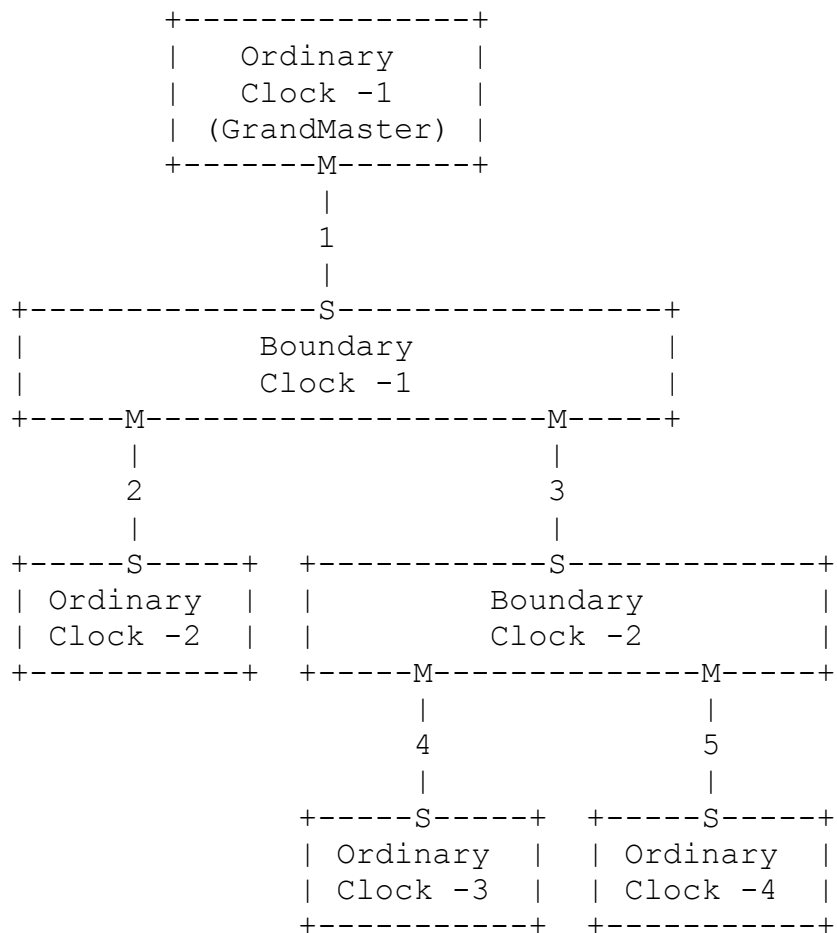 +---------------+
|   Ordinary    |
|   Clock -1    |
| (GrandMaster) |
+-------M-------+
|
1
|
+---------------S-----------------+
|            Boundary             |
|            Clock -1             |
+-----M---------------------M-----+
|                     |
2                     3
|                     |
+-----S-----+  +------------S-------------+
| Ordinary  |  |         Boundary         |
| Clock -2  |  |         Clock -2         |
+-----------+  +-----M--------------M-----+
|              |
4              5
|              |
+-----S-----+  +-----S-----+
| Ordinary  |  | Ordinary  |
| Clock -3  |  | Clock -4  |
+-----------+  +-----------+